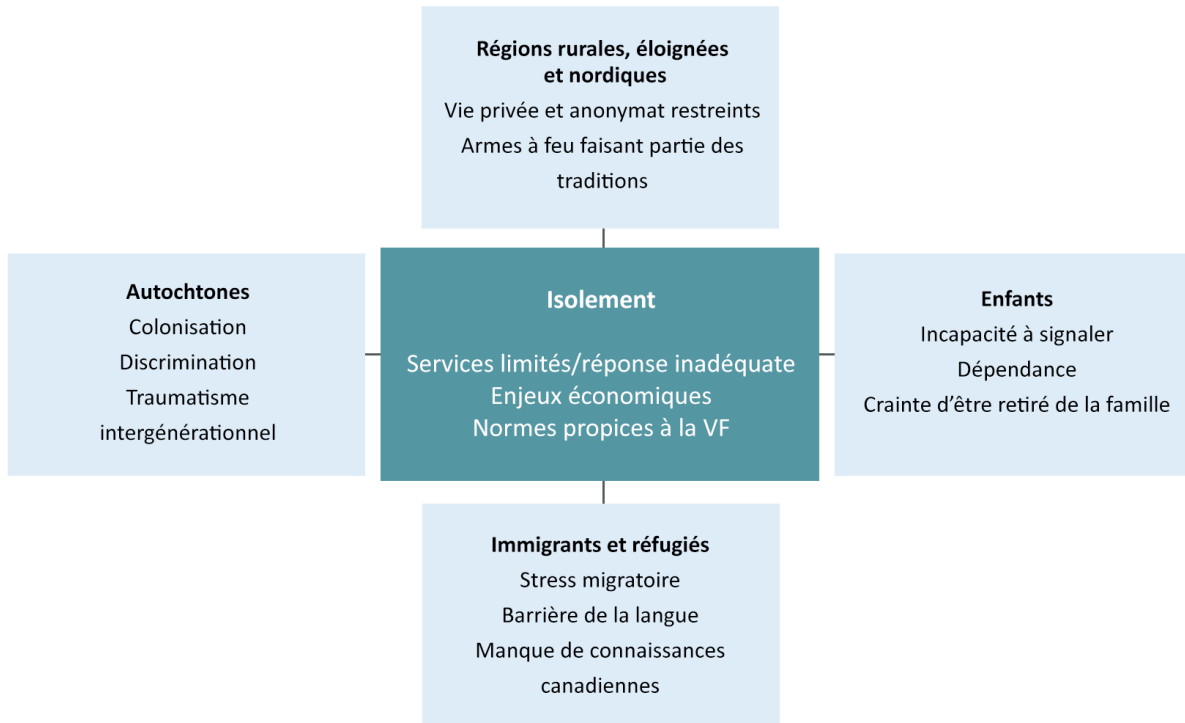 Régions rurales, éloignées
et nordiques
Vie privée et anonymat restreints
Armes à feu faisant partie des
traditions
Autochtones
Colonisation
Discrimination
Traumatisme
intergénérationnel
Isolement
Services limités/réponse inadéquate
Enjeux économiques
Normes propices à la VF
Enfants
Incapacité à signaler
Dépendance
Crainte d’être retiré de la famille
Immigrants et réfugiés
Stress migratoire
Barrière de la langue
Manque de connaissances
canadiennes